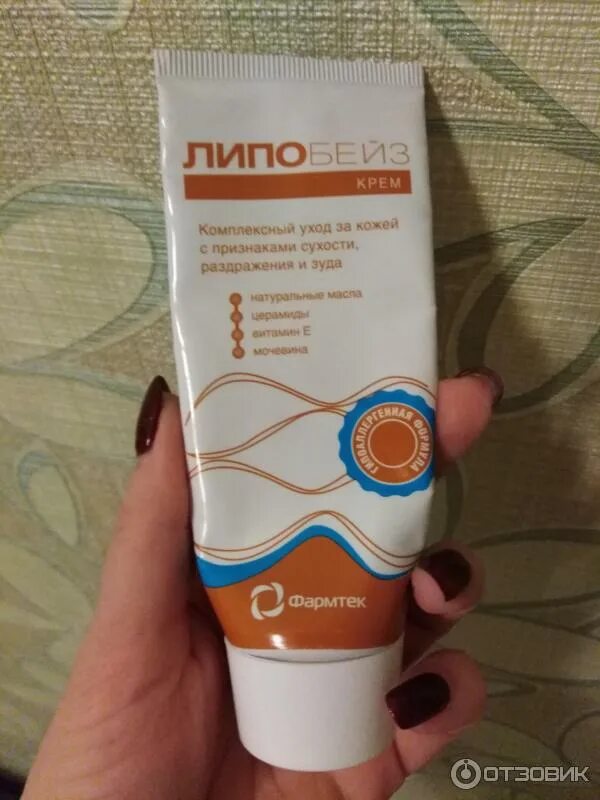 ЛИПОБЕЙЗ
КРЕМ
Комплексный уход за кожей
с признаками сухости,
раздражения и зуда
натуральные масла
церамиды
витамин Е
мочевина
ГИПОАЛЛЕРГЕННАЯ ФОРМУЛА
Фармтек
ОТЗОВИК